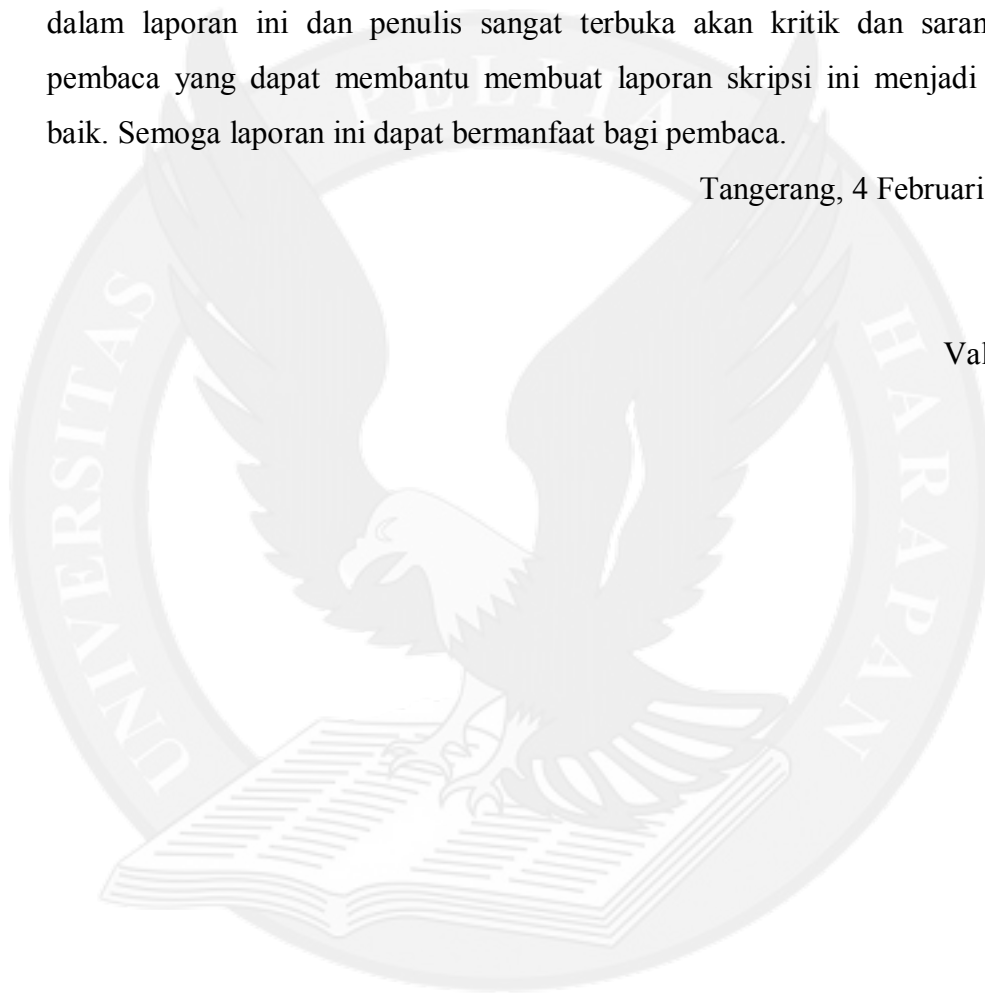 dalam laporan ini dan penulis sangat terbuka akan kritik dan saran
pembaca yang dapat membantu membuat laporan skripsi ini menjadi
baik. Semoga laporan ini dapat bermanfaat bagi pembaca.
Tangerang, 4 Februari
UNIVERSITAS PELITA HARAPAN